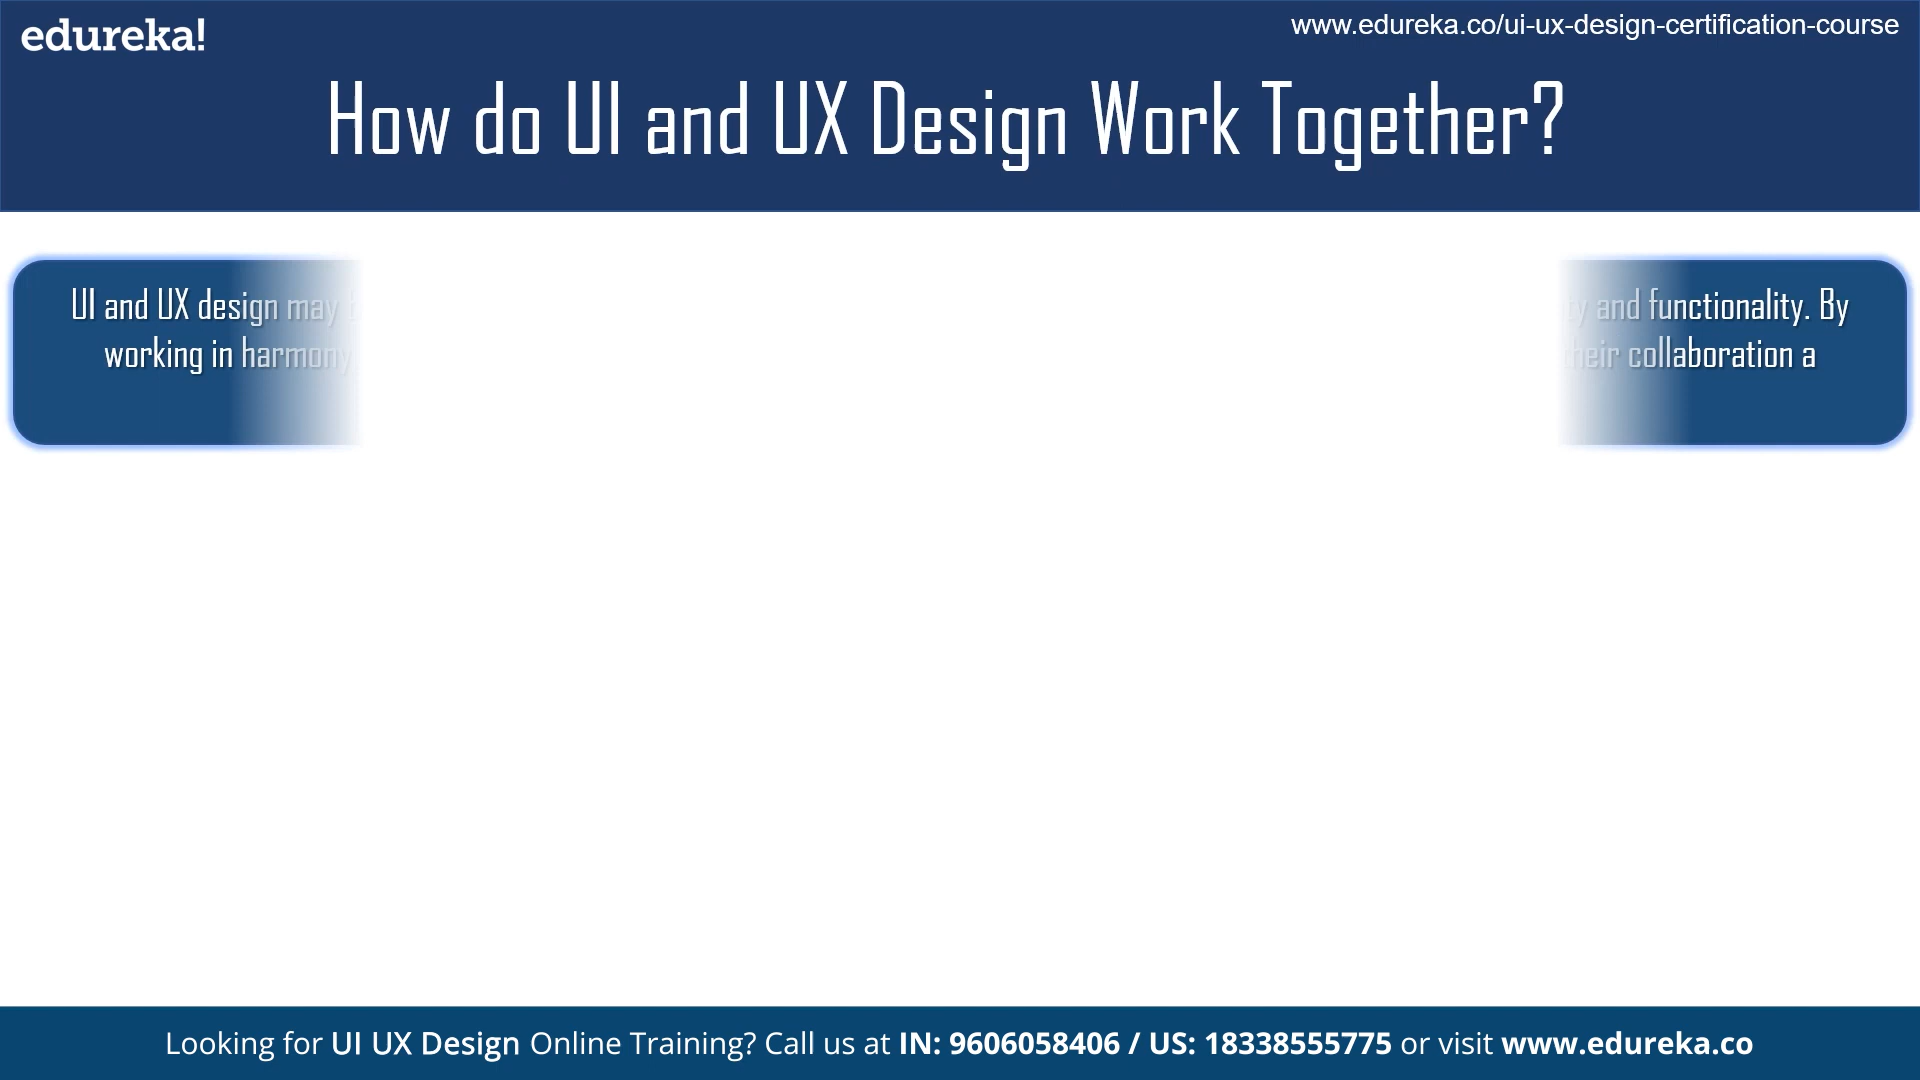 edureka!
www.edureka.co/ui-ux-design-certification-course
How do UI and UX Design Work Together?
UI and UX design may and functionality. By
working in harmony, their collaboration a
Looking for UI UX Design Online Training? Call us at IN: 9606058406 / US: 18338555775 or visit www.edureka.co